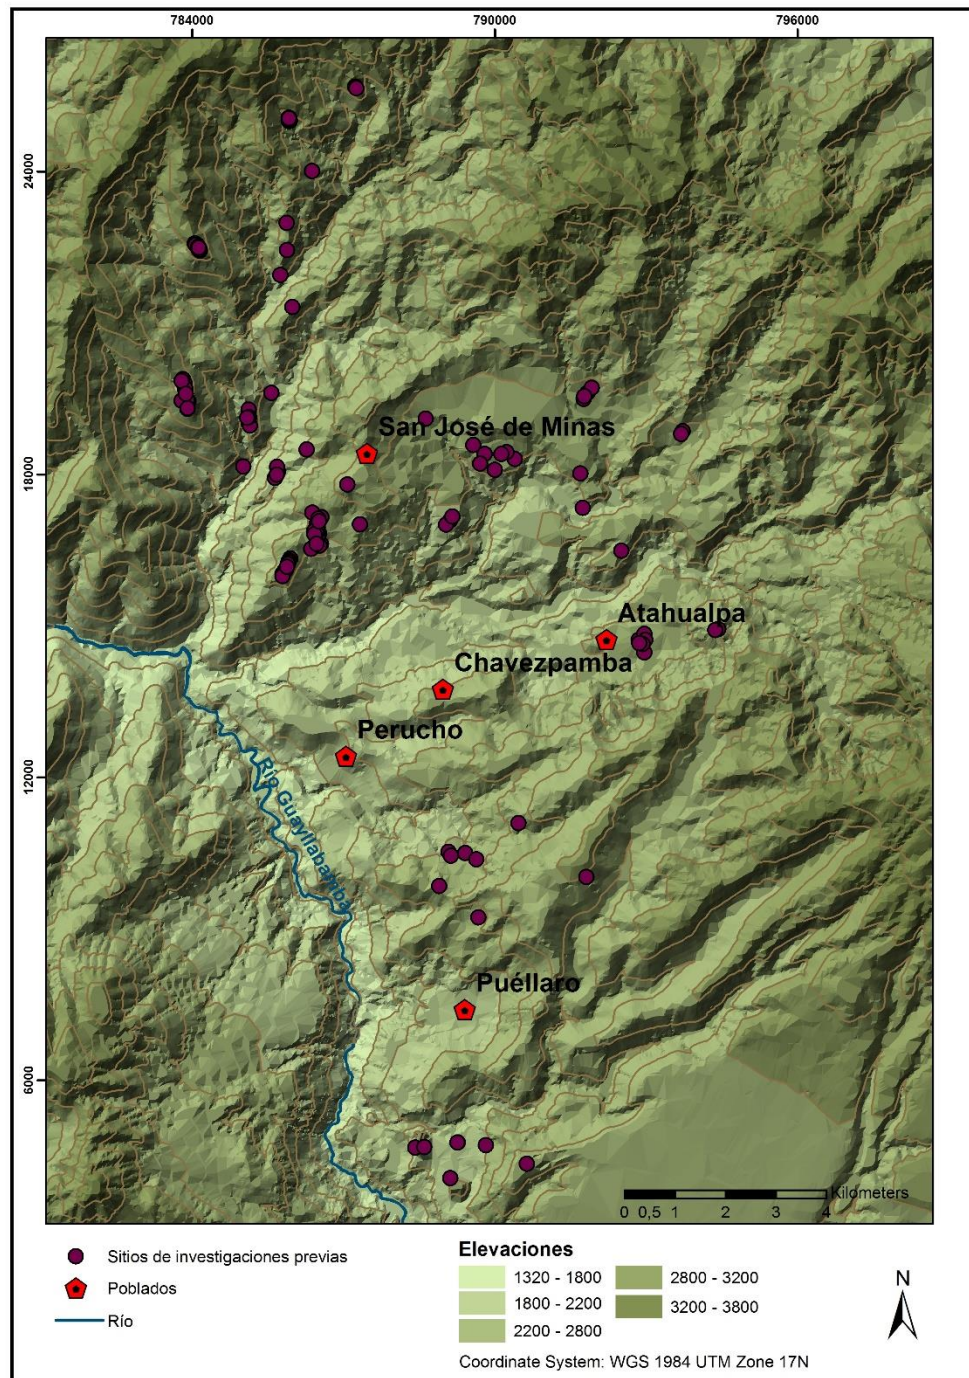 784000
790000
796000
24000
San José de Minas
18000
Atahualpa
Chavezpamba
Perucho
12000
Río Guayllabamba
Puéllaro
6000
Kilometers
0 0,5 1 2 3 4
Sitios de investigaciones previas
Poblados
Río
Elevaciones
1320 - 1800
1800 - 2200
2200 - 2800
2800 - 3200
3200 - 3800
N
Coordinate System: WGS 1984 UTM Zone 17N